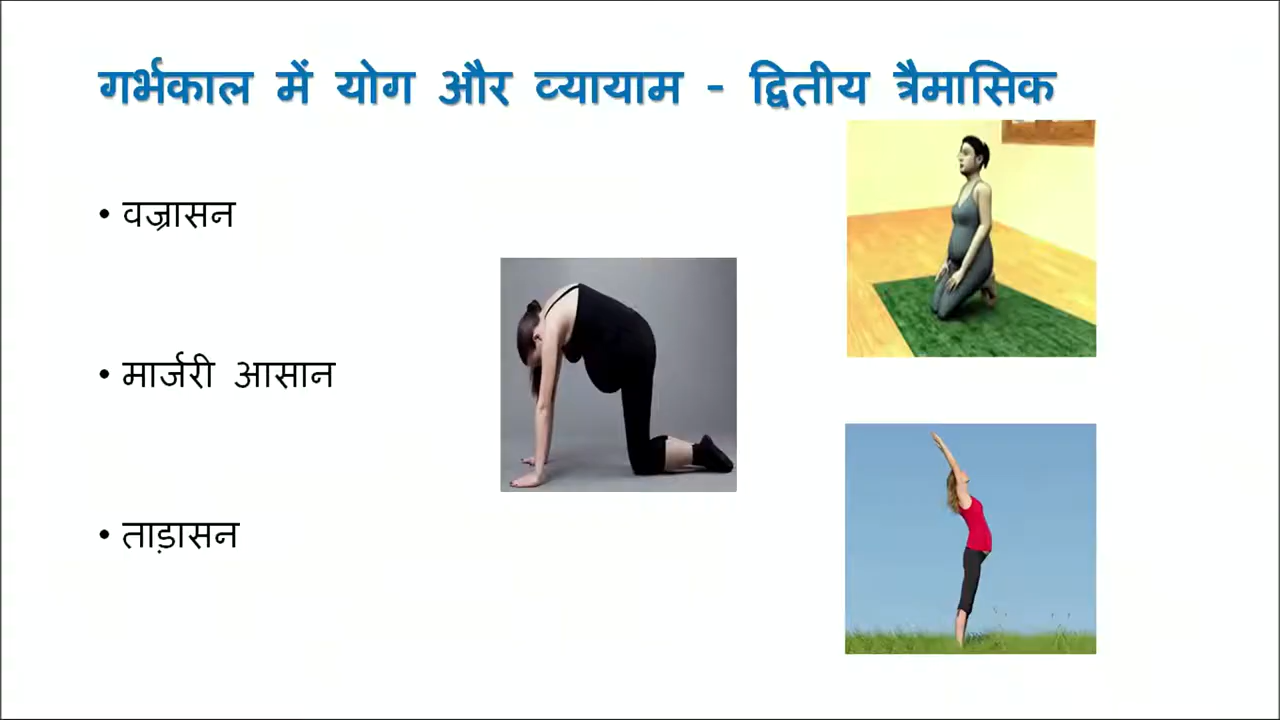 गर्भकाल में योग और व्यायाम - द्वितीय त्रैमासिक
• वज्रासन
• मार्जरी आसान
• ताड़ासन